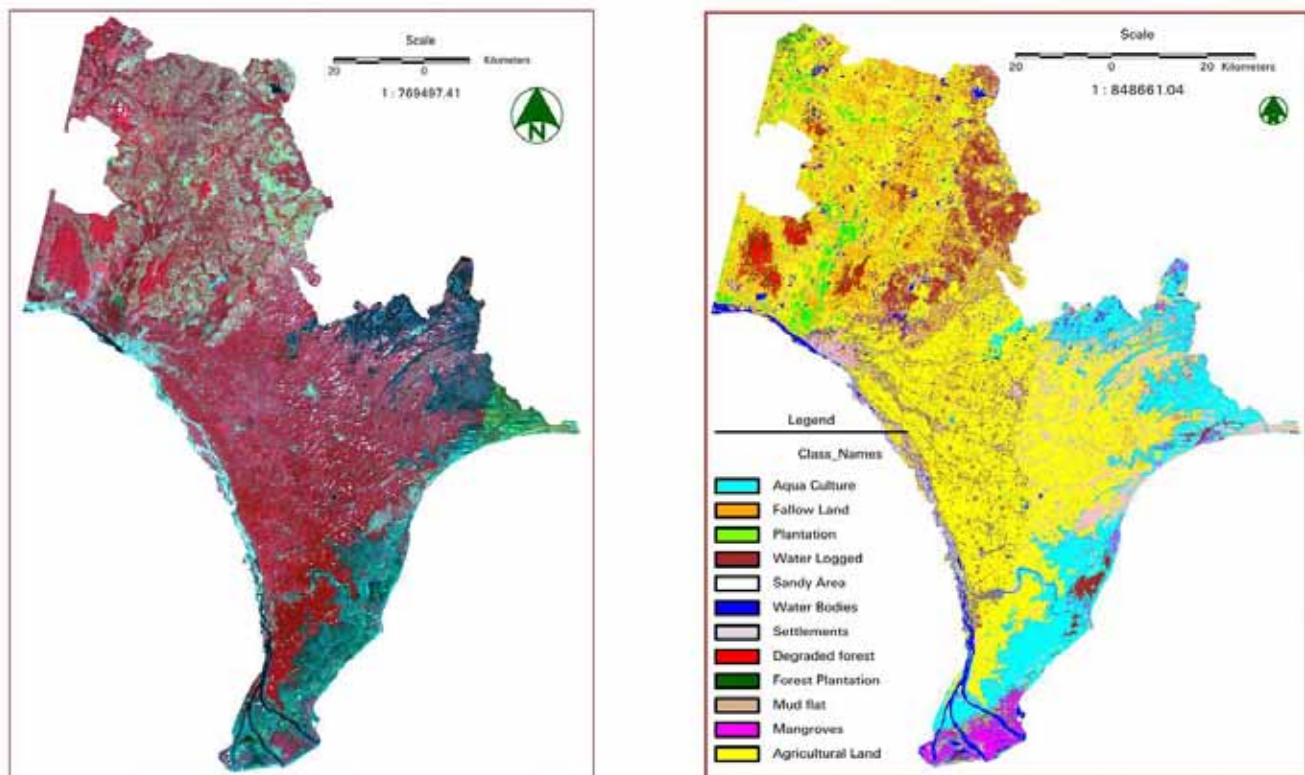 Scale
20 0 Kilometers
1 : 769497.41
N
Scale
20 0 20 Kilometers
1 : 848661.04
Legend
Class_Names
Aqua Culture
Fallow Land
Plantation
Water Logged
Sandy Area
Water Bodies
Settlements
Degraded forest
Forest Plantation
Mud flat
Mangroves
Agricultural Land